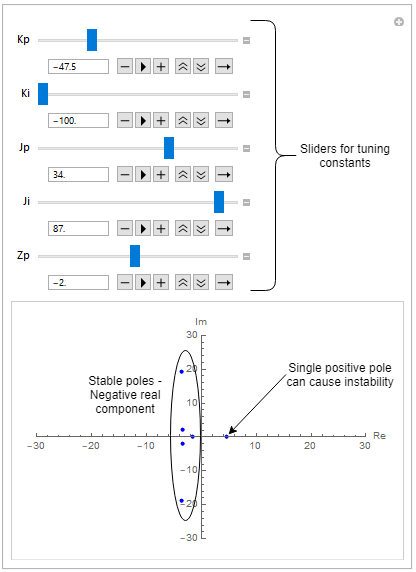 Kp
−47.5
Ki
−100.
Jp
34.
Ji
87.
Zp
−2.
Sliders for tuning
constants
Im
30
20
10
−10
−20
−30
−30
−20
−10
10
20
30
Re
Stable poles -
Negative real
component
Single positive pole
can cause instability